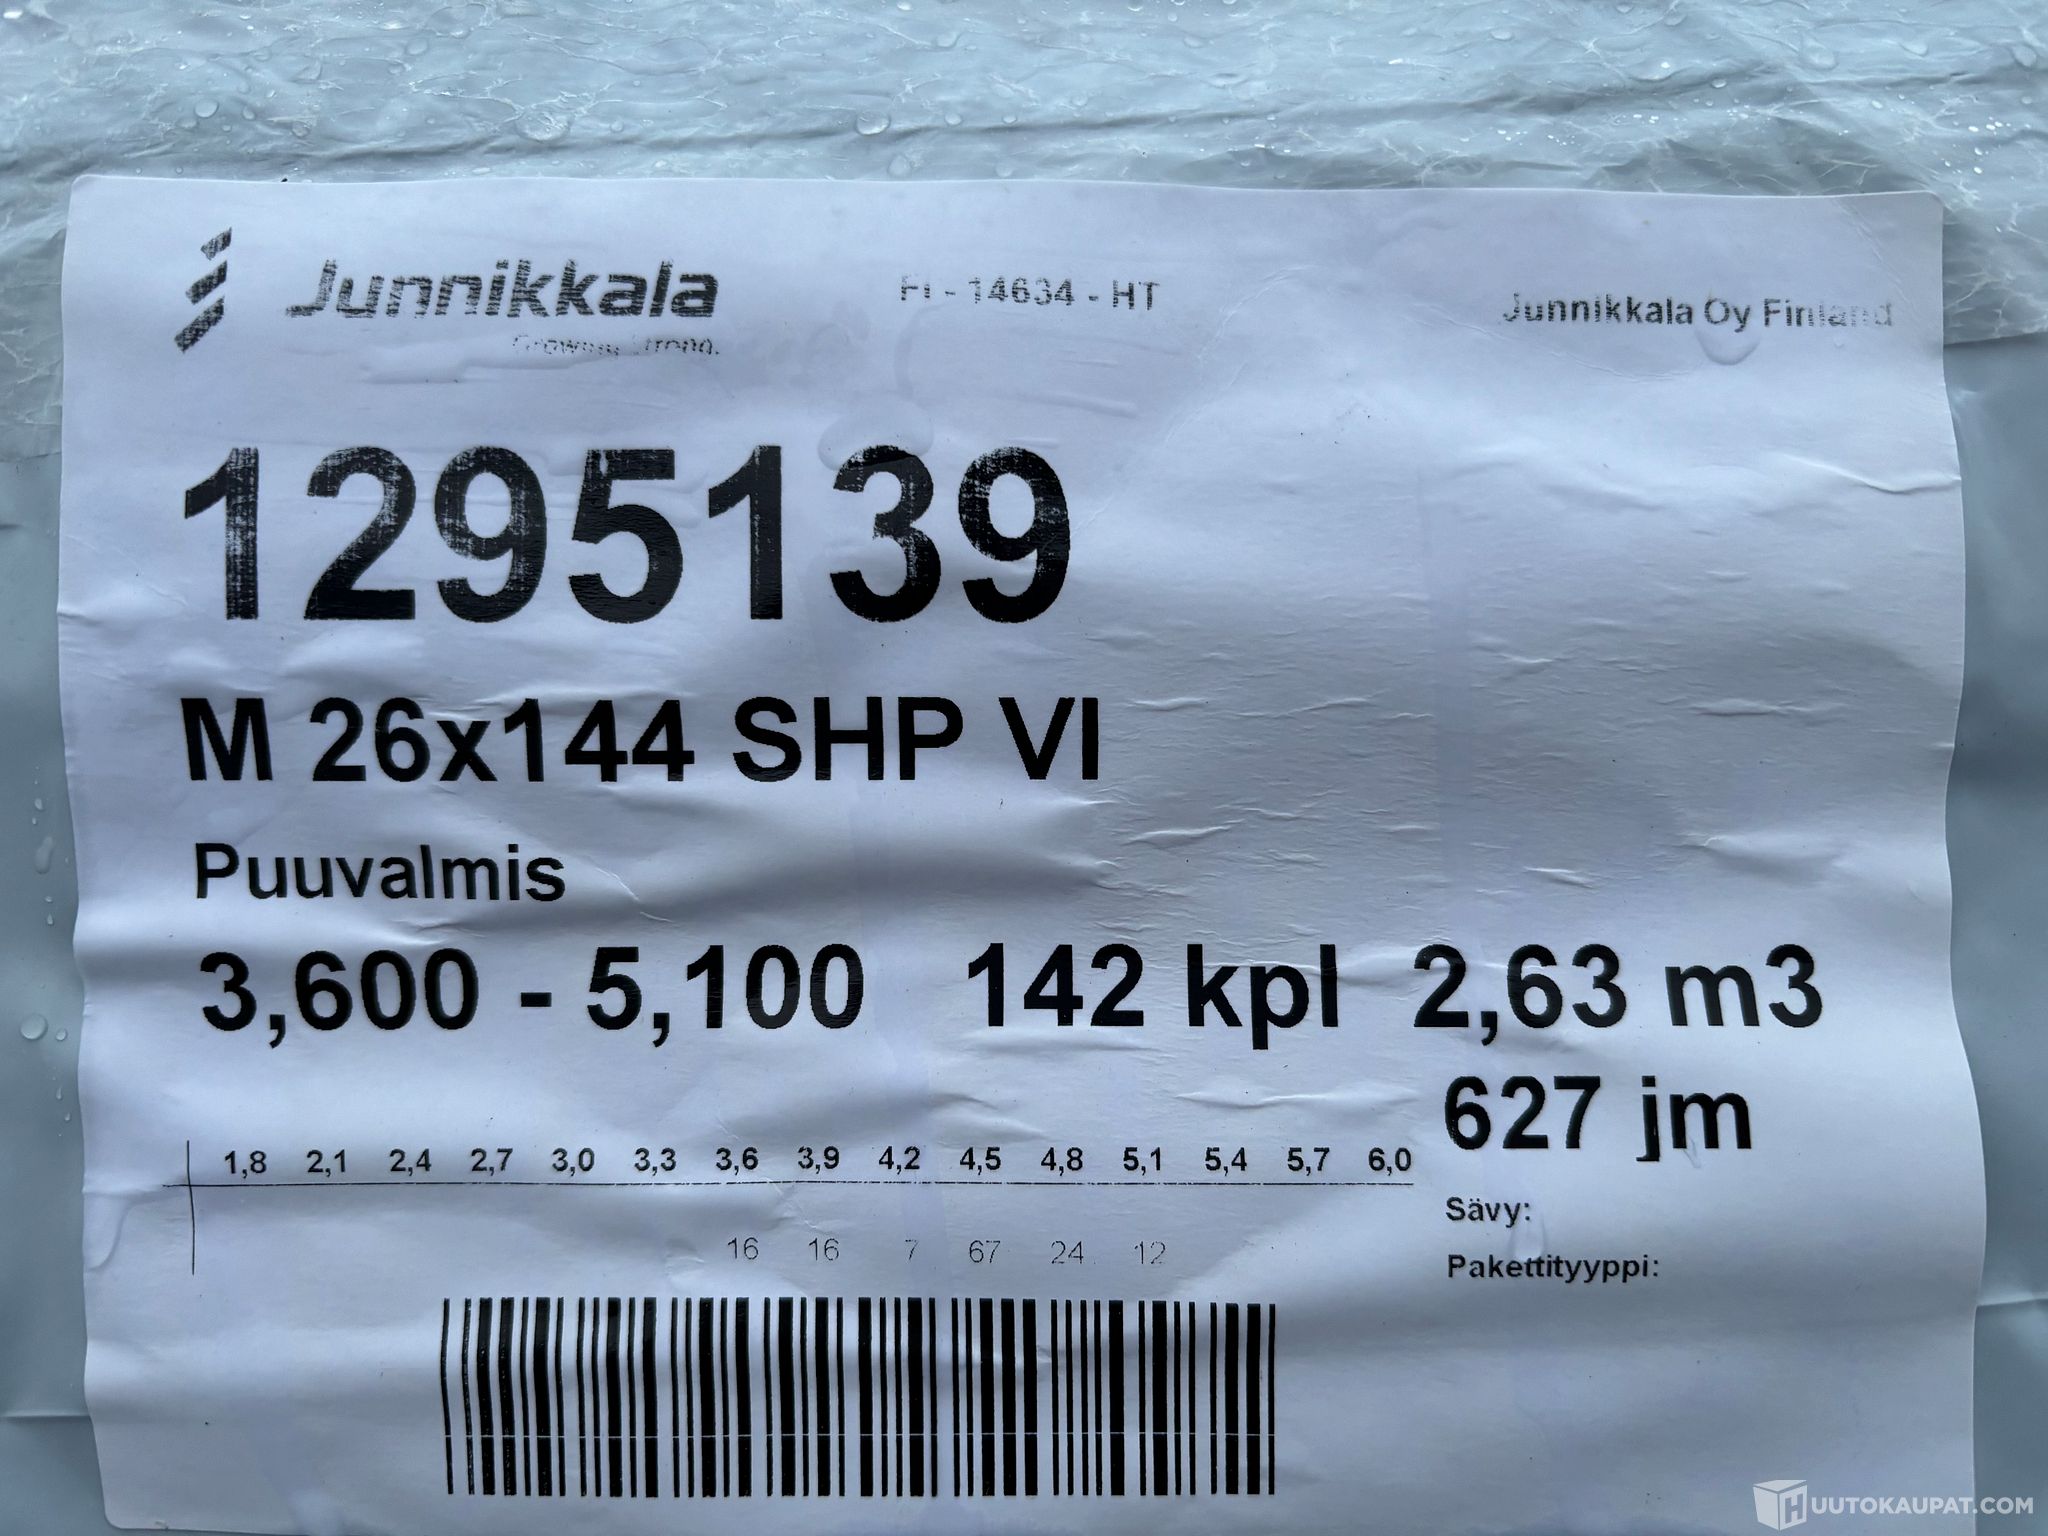 Junnikkala
FI - 14634 - HT
Junnikkala Oy Finland
Growing Strong.
1295139
M 26x144 SHP VI
Puuvalmis
3,600 - 5,100 142 kpl 2,63 m3
627 jm
1,8 2,1 2,4 2,7 3,0 3,3 3,6 3,9 4,2 4,5 4,8 5,1 5,4 5,7 6,0
Sävy:
16 16 7 67 24 12
Pakettityyppi:
HUUTOKAUPAT.COM